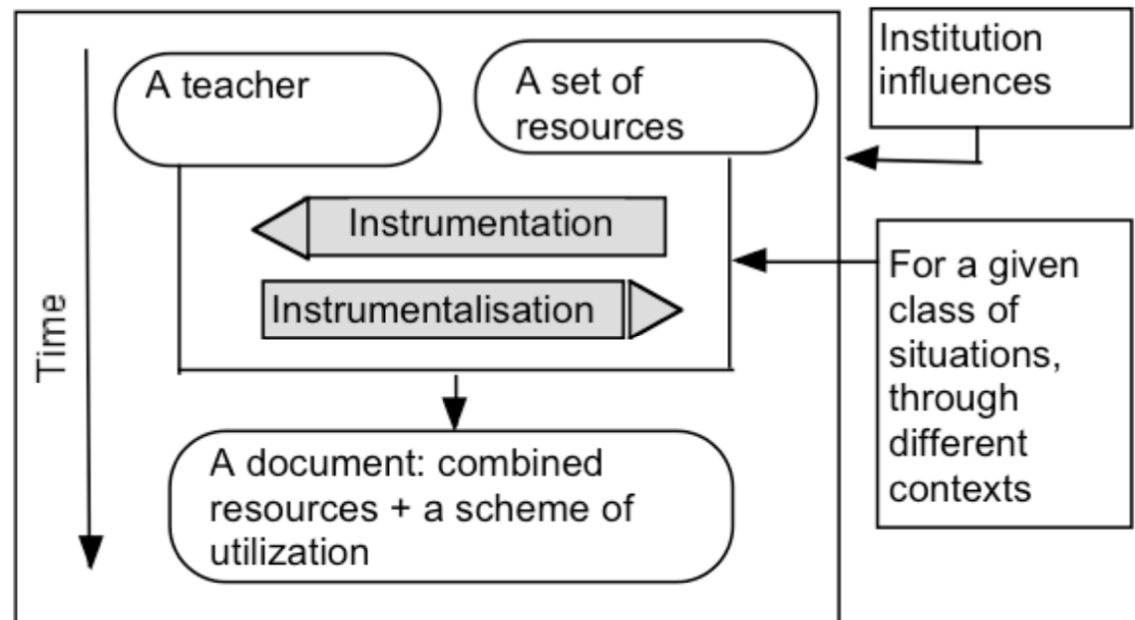 A teacher
A set of
resources
Institution
influences
Instrumentation
Instrumentalisation
Time
For a given
class of
situations,
through
different
contexts
A document: combined
resources + a scheme of
utilization